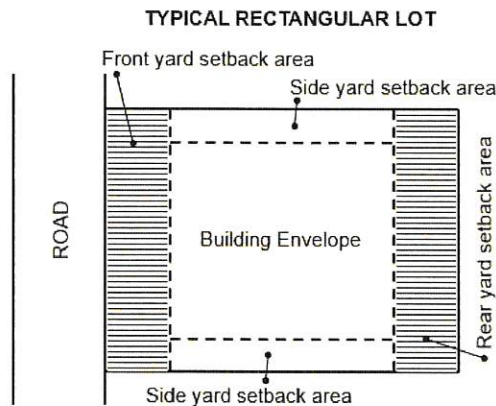 TYPICAL RECTANGULAR LOT
Front yard setback area
Side yard setback area
ROAD
Building Envelope
Rear yard setback area
Side yard setback area